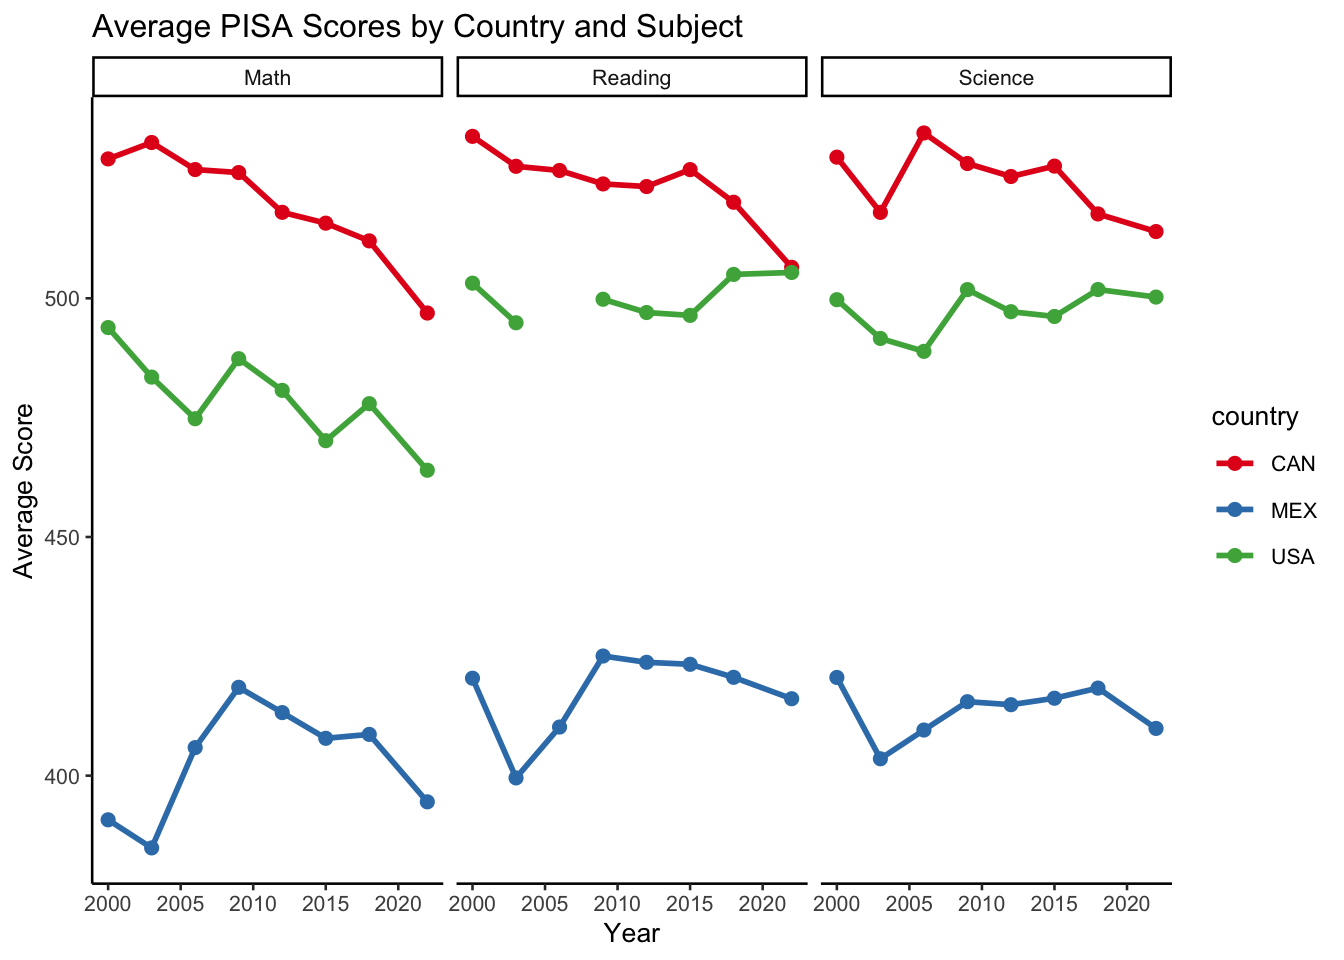 Average PISA Scores by Country and Subject
Math Reading Science
500
450
400
Average Score
2000 2005 2010 2015 2020 2000 2005 2010 2015 2020 2000 2005 2010 2015 2020
Year
country
CAN
MEX
USA